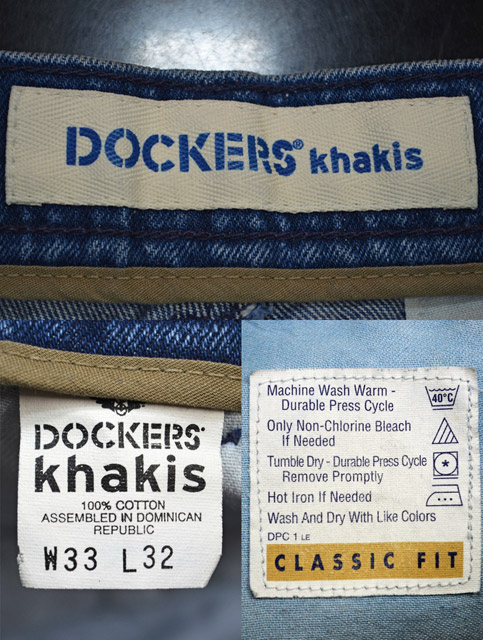 DOCKERS® khakis
DOCKERS®
khakis
100% COTTON
ASSEMBLED IN DOMINICAN
REPUBLIC
W33 L32
Machine Wash Warm -
Durable Press Cycle
40°C
Only Non-Chlorine Bleach
If Needed
Tumble Dry - Durable Press Cycle
Remove Promptly
Hot Iron If Needed
Wash And Dry With Like Colors
DPC 1 LE
CLASSIC FIT